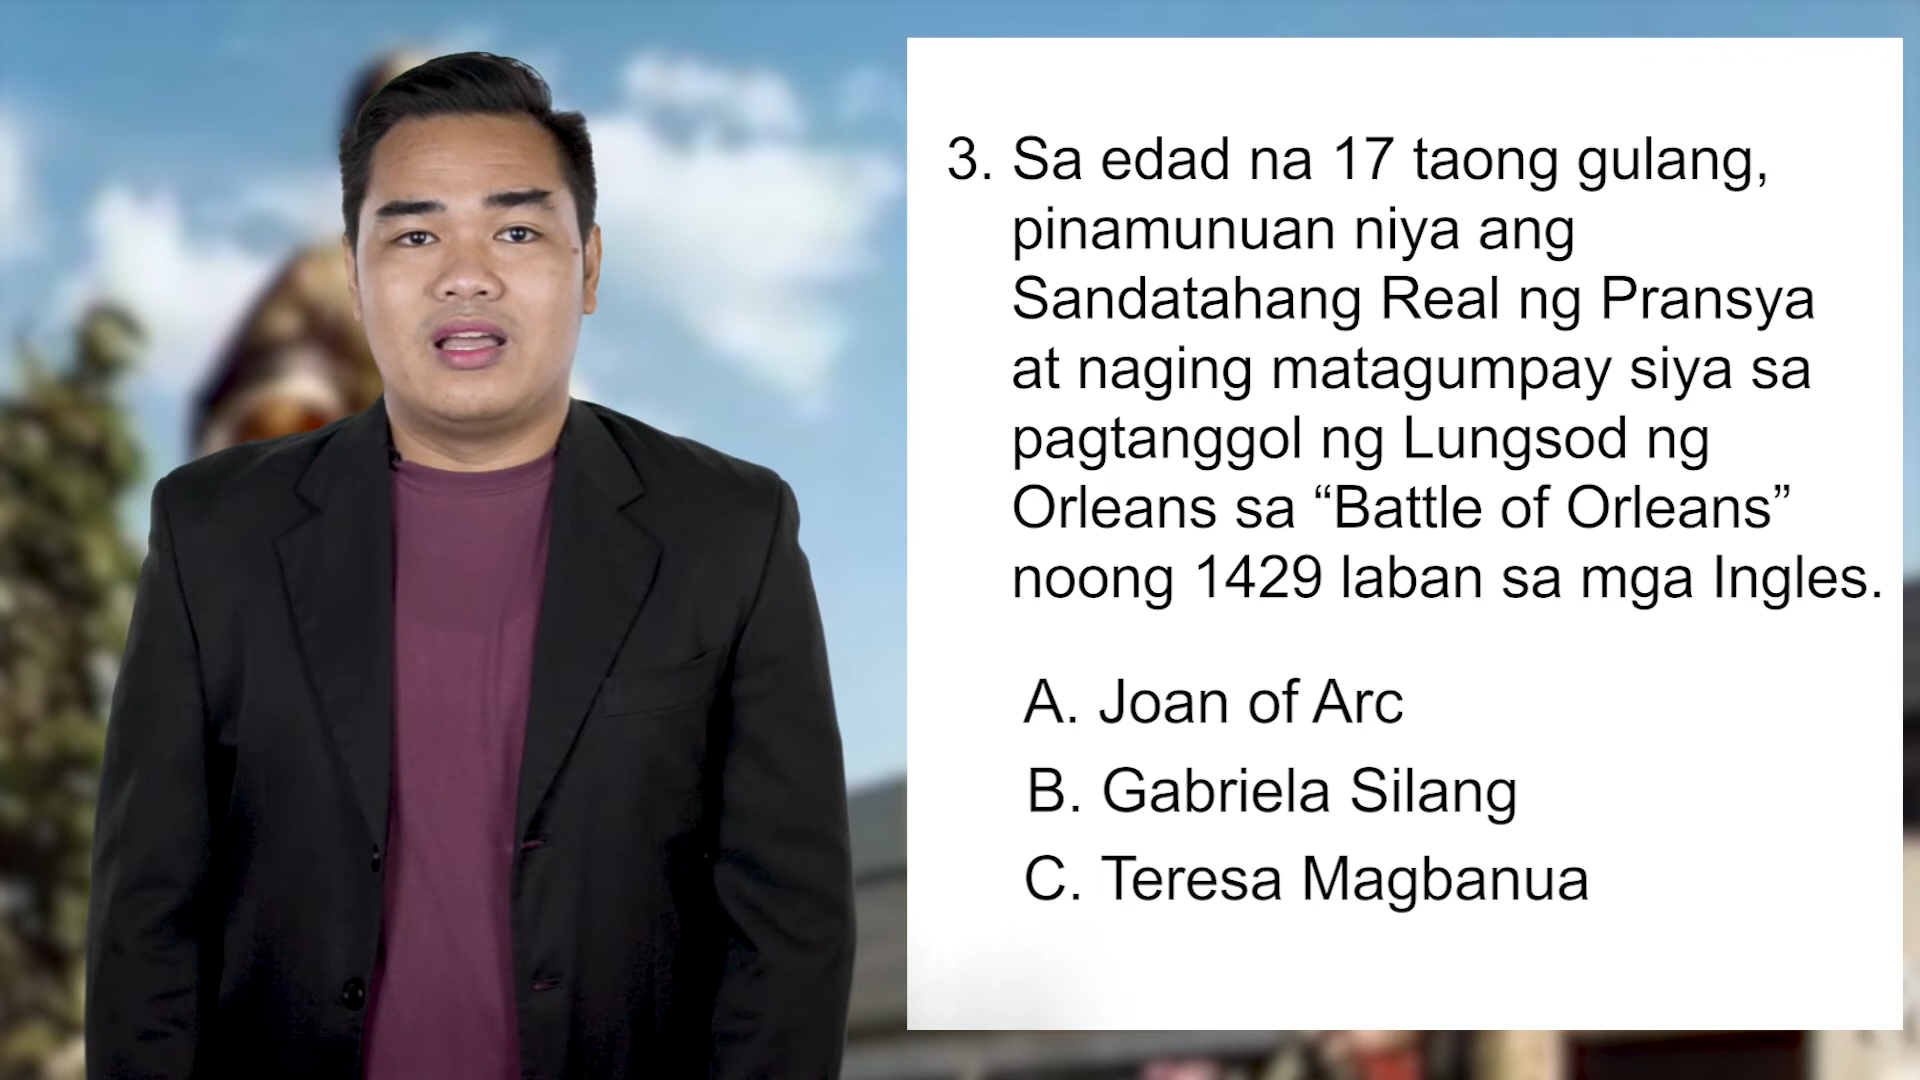 3. Sa edad na 17 taong gulang,
pinamunuan niya ang
Sandatahang Real ng Pransya
at naging matagumpay siya sa
pagtanggol ng Lungsod ng
Orleans sa “Battle of Orleans”
noong 1429 laban sa mga Ingles.
A. Joan of Arc
B. Gabriela Silang
C. Teresa Magbanua